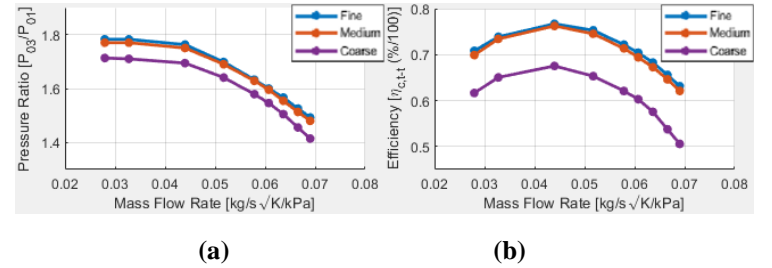 Pressure Ratio [P03/P01]
1.8
1.6
1.4
0.02 0.03 0.04 0.05 0.06 0.07 0.08
Mass Flow Rate [kg/s √K/kPa]
Fine
Medium
Coarse
(a)
Efficiency [ηc,t-t (%/100)]
0.8
0.7
0.6
0.5
0.02 0.03 0.04 0.05 0.06 0.07 0.08
Mass Flow Rate [kg/s √K/kPa]
Fine
Medium
Coarse
(b)